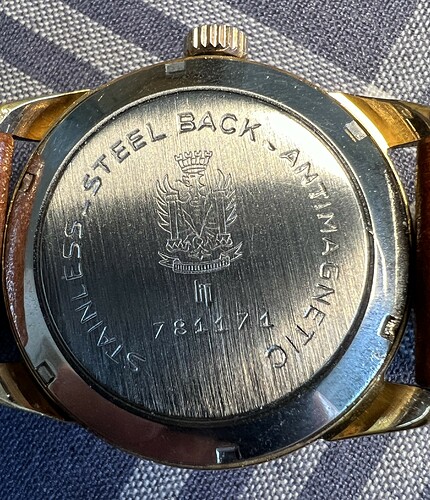 STAINLESS - STEEL BACK - ANTIMAGNETIC
781171